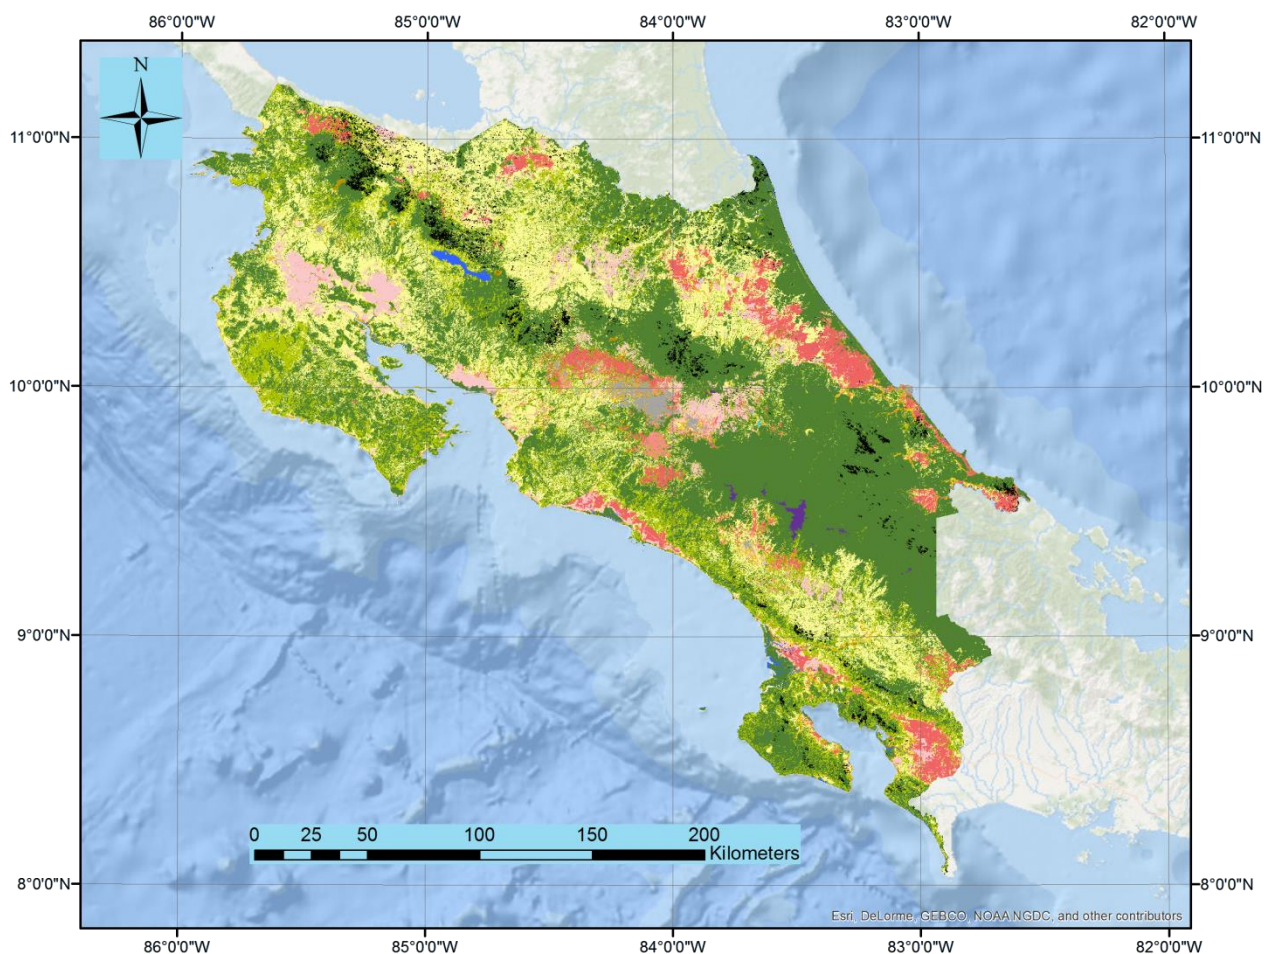 86°0'0"W 85°0'0"W 84°0'0"W 83°0'0"W 82°0'0"W
N
11°0'0"N 11°0'0"N
10°0'0"N 10°0'0"N
9°0'0"N 9°0'0"N
0 25 50 100 150 200
Kilometers
8°0'0"N 8°0'0"N
Esri, DeLorme, GEBCO, NOAA NGDC, and other contributors
86°0'0"W 85°0'0"W 84°0'0"W 83°0'0"W 82°0'0"W